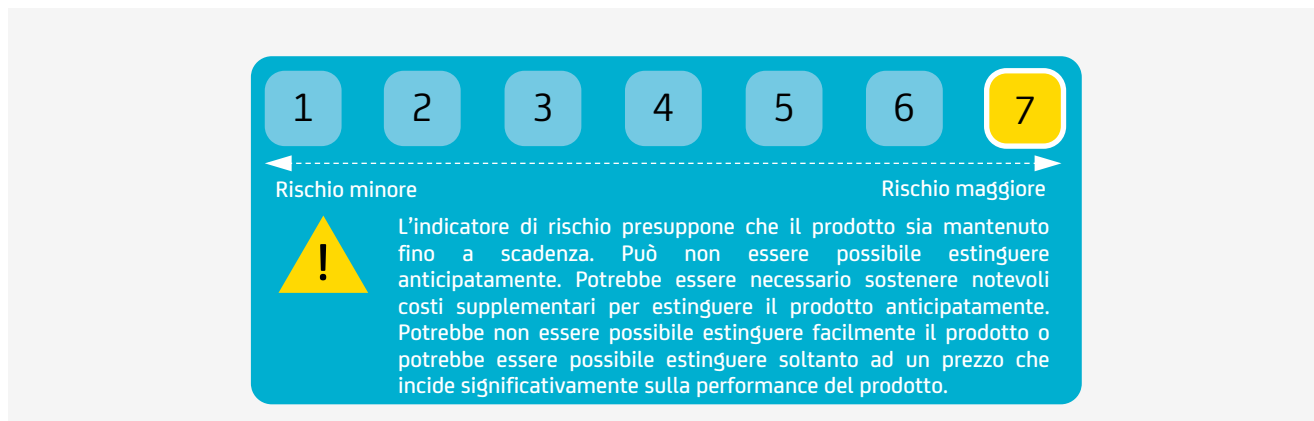 1 2 3 4 5 6 7
Rischio minore Rischio maggiore
!
L'indicatore di rischio presuppone che il prodotto sia mantenuto
fino a scadenza. Può non essere possibile estinguere
anticipatamente. Potrebbe essere necessario sostenere notevoli
costi supplementari per estinguere il prodotto anticipatamente.
Potrebbe non essere possibile estinguere facilmente il prodotto o
potrebbe essere possibile estinguere soltanto ad un prezzo che
incide significativamente sulla performance del prodotto.